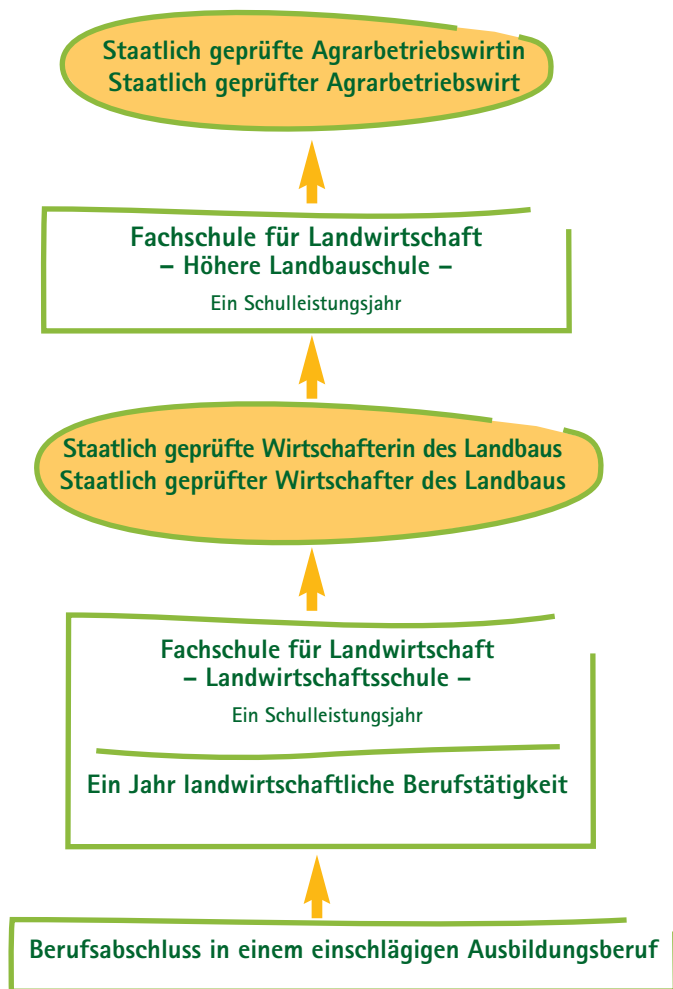 Staatlich geprüfte Agrarbetriebswirtin
Staatlich geprüfter Agrarbetriebswirt
Fachschule für Landwirtschaft
– Höhere Landbauschule –
Ein Schulleistungsjahr
Staatlich geprüfte Wirtschafterin des Landbaus
Staatlich geprüfter Wirtschafter des Landbaus
Fachschule für Landwirtschaft
– Landwirtschaftsschule –
Ein Schulleistungsjahr
Ein Jahr landwirtschaftliche Berufstätigkeit
Berufsabschluss in einem einschlägigen Ausbildungsberuf